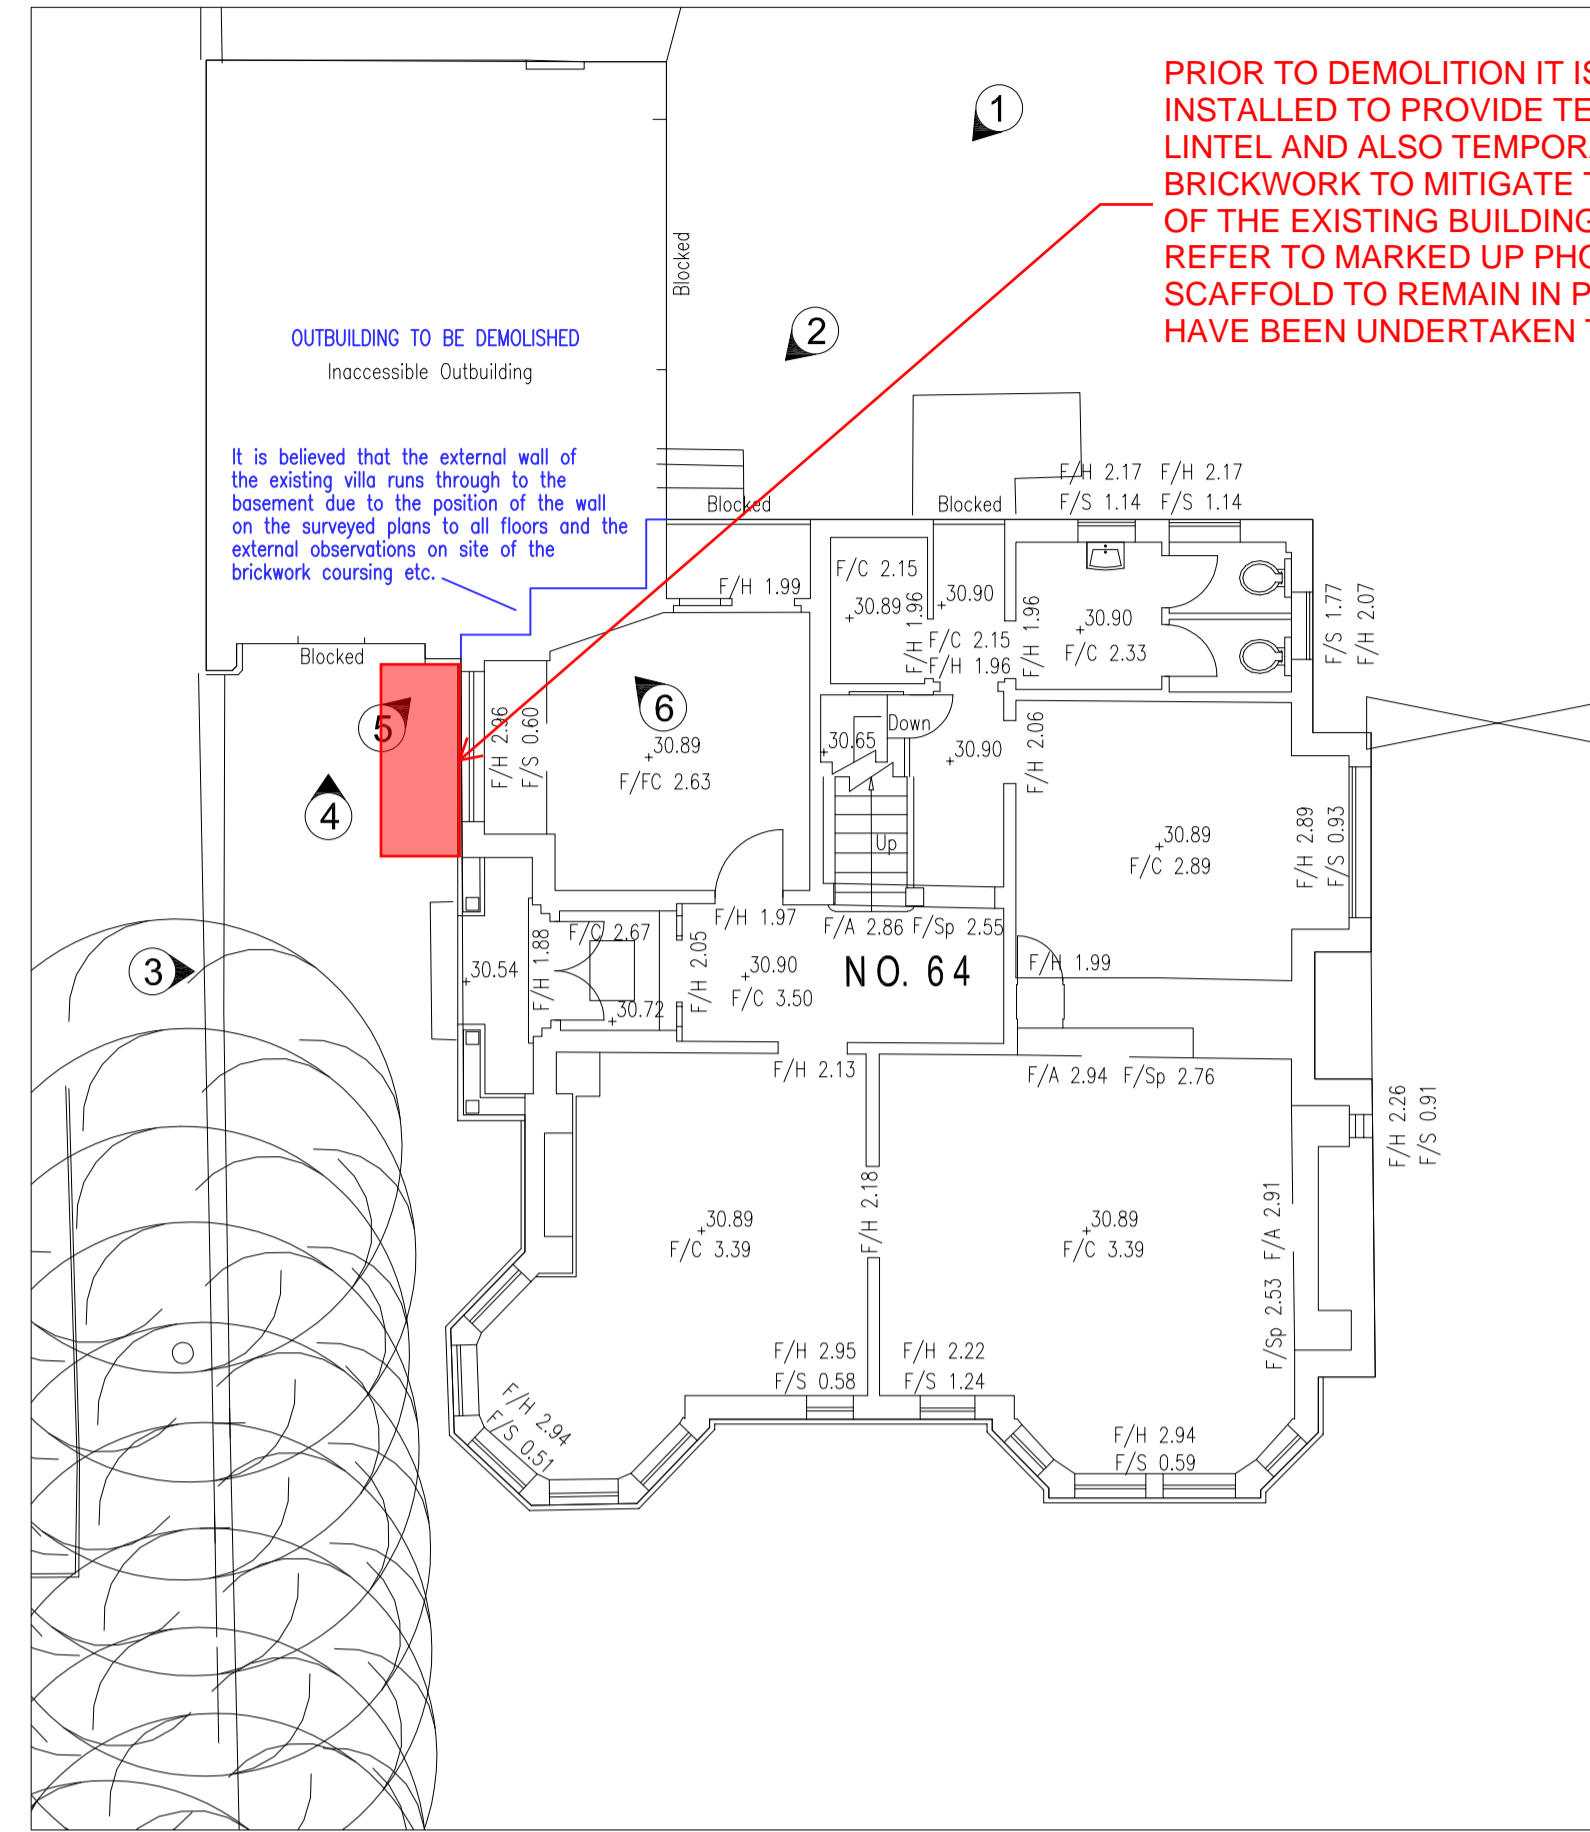 PRIOR TO DEMOLITION IT IS
INSTALLED TO PROVIDE TE
LINTEL AND ALSO TEMPORA
BRICKWORK TO MITIGATE T
OF THE EXISTING BUILDING
REFER TO MARKED UP PHO
SCAFFOLD TO REMAIN IN P
HAVE BEEN UNDERTAKEN T
1
2
Blocked
OUTBUILDING TO BE DEMOLISHED
Inaccessible Outbuilding
It is believed that the external wall of
the existing villa runs through to the
basement due to the position of the wall
on the surveyed plans to all floors and the
external observations on site of the
brickwork coursing etc.
Blocked
Blocked
F/H 2.17
F/S 1.14
F/H 2.17
F/S 1.14
F/H 1.99
F/C 2.15
30.89
F/H 1.96
30.90
F/C 2.15
F/H 1.96
F/H 1.96
30.90
F/C 2.33
F/S 1.77
F/H 2.07
Blocked
5
6
4
F/H 2.96
F/S 0.60
30.89
F/FC 2.63
Down
30.65
30.90
F/H 2.06
Up
30.89
F/C 2.89
F/H 2.89
F/S 0.93
3
F/H 1.97
F/A 2.86
F/Sp 2.55
F/C 2.67
30.54
F/H 1.88
30.72
F/H 2.05
30.90
F/C 3.50
NO. 64
F/H 1.99
F/H 2.13
F/A 2.94
F/Sp 2.76
F/H 2.26
F/S 0.91
30.89
F/C 3.39
F/H 2.18
30.89
F/C 3.39
F/A 2.91
F/Sp 2.53
F/H 2.95
F/S 0.58
F/H 2.22
F/S 1.24
F/H 2.94
F/S 0.51
F/H 2.94
F/S 0.59